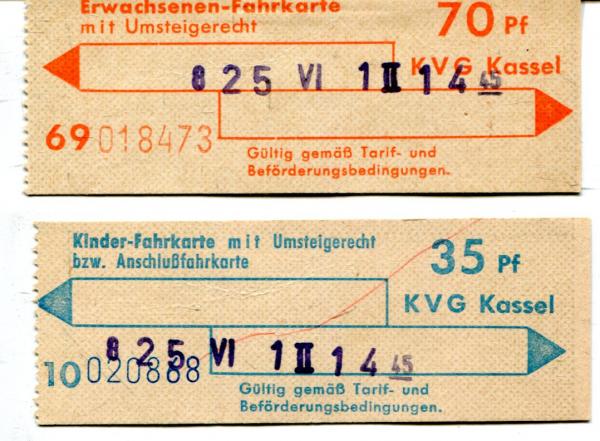 Erwachsenen-Fahrkarte
mit Umsteigerecht
70 Pf
KVG Kassel
8 25 VI 1 II 14 45
69 018473
Gültig gemäß Tarif- und
Beförderungsbedingungen.
Kinder-Fahrkarte mit Umsteigerecht
bzw. Anschlußfahrkarte
35 Pf
KVG Kassel
8 25 VI 1 II 14 45
10 020888
Gültig gemäß Tarif- und
Beförderungsbedingungen.